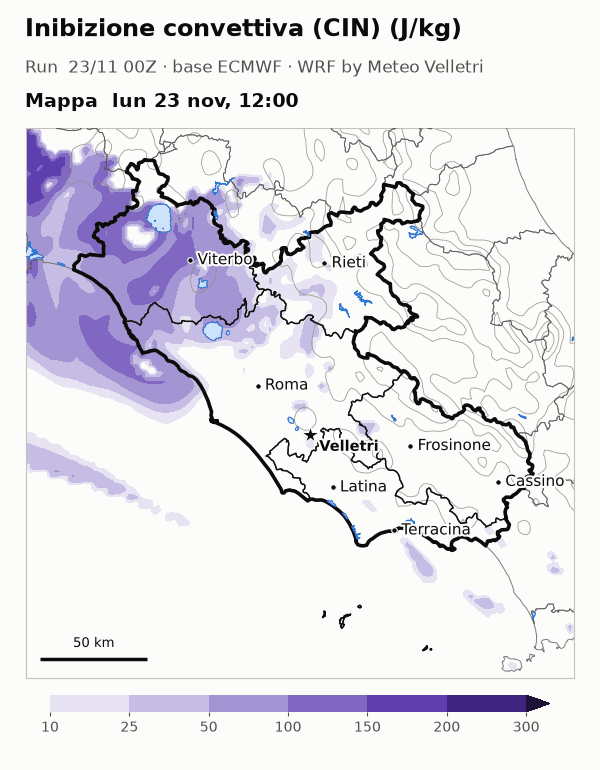 Inibizione convettiva (CIN) (J/kg)
Run  23/11 00Z · base ECMWF · WRF by Meteo Velletri
Mappa  lun 23 nov, 12:00
Viterbo
Rieti
Roma
Velletri
Frosinone
Cassino
Latina
Terracina
50 km
10 25 50 100 150 200 300